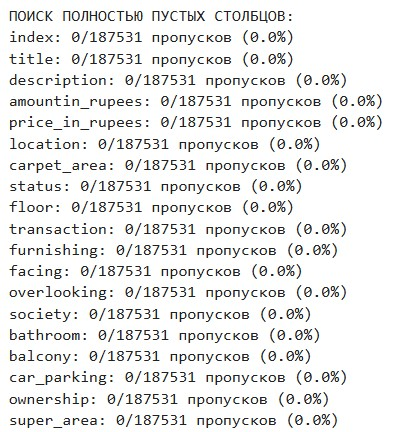 ПОИСК ПОЛНОСТЬЮ ПУСТЫХ СТОЛБЦОВ:
index: 0/187531 пропусков (0.0%)
title: 0/187531 пропусков (0.0%)
description: 0/187531 пропусков (0.0%)
amountin_rupees: 0/187531 пропусков (0.0%)
price_in_rupees: 0/187531 пропусков (0.0%)
location: 0/187531 пропусков (0.0%)
carpet_area: 0/187531 пропусков (0.0%)
status: 0/187531 пропусков (0.0%)
floor: 0/187531 пропусков (0.0%)
transaction: 0/187531 пропусков (0.0%)
furnishing: 0/187531 пропусков (0.0%)
facing: 0/187531 пропусков (0.0%)
overlooking: 0/187531 пропусков (0.0%)
society: 0/187531 пропусков (0.0%)
bathroom: 0/187531 пропусков (0.0%)
balcony: 0/187531 пропусков (0.0%)
car_parking: 0/187531 пропусков (0.0%)
ownership: 0/187531 пропусков (0.0%)
super_area: 0/187531 пропусков (0.0%)